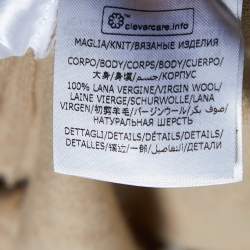 clevercare.info
MAGLIA/KNIT/ВЯЗАНЫЕ ИЗДЕЛИЯ
CORPO/BODY/CORPS/BODY/CUERPO
大身/身頃/جسم/КОРПУС
100% LANA VERGINE/VIRGIN WOOL/
LAINE VIERGE/SCHURWOLLE/LANA
VIRGEN/初剪羊毛/バージンウール/صوف بكر/
НАТУРАЛЬНАЯ ШЕРСТЬ
DETTAGLI/DETAILS/DÉTAILS/DETAILS/
DETALLES/镶边/一部/التفاصيل/ДЕТАЛИ